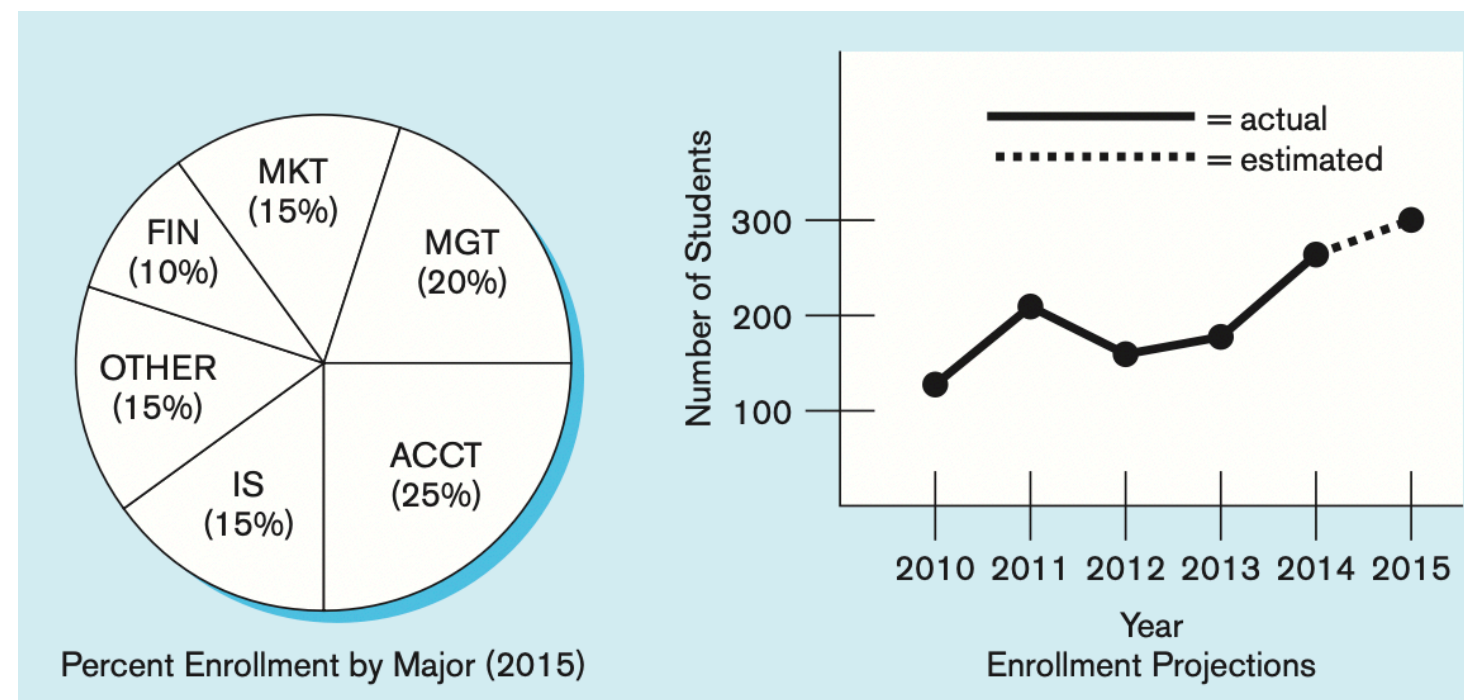 MKT
(15%)
MGT
(20%)
FIN
(10%)
OTHER
(15%)
IS
(15%)
ACCT
(25%)
Percent Enrollment by Major (2015)
= actual
= estimated
Number of Students
300
200
100
2010 2011 2012 2013 2014 2015
Year
Enrollment Projections